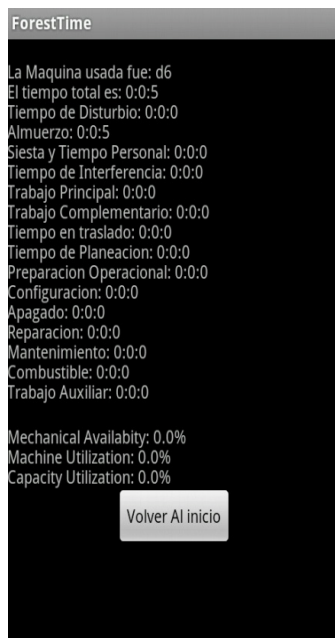 ForestTime
La Maquina usada fue: d6
El tiempo total es: 0:0:5
Tiempo de Disturbio: 0:0:0
Almuerzo: 0:0:5
Siesta y Tiempo Personal: 0:0:0
Tiempo de Interferencia: 0:0:0
Trabajo Principal: 0:0:0
Trabajo Complementario: 0:0:0
Tiempo en traslado: 0:0:0
Tiempo de Planeacion: 0:0:0
Preparacion Operacional: 0:0:0
Configuracion: 0:0:0
Apagado: 0:0:0
Reparacion: 0:0:0
Mantenimiento: 0:0:0
Combustible: 0:0:0
Trabajo Auxiliar: 0:0:0
Mechanical Availabity: 0.0%
Machine Utilization: 0.0%
Capacity Utilization: 0.0%
Volver Al inicio